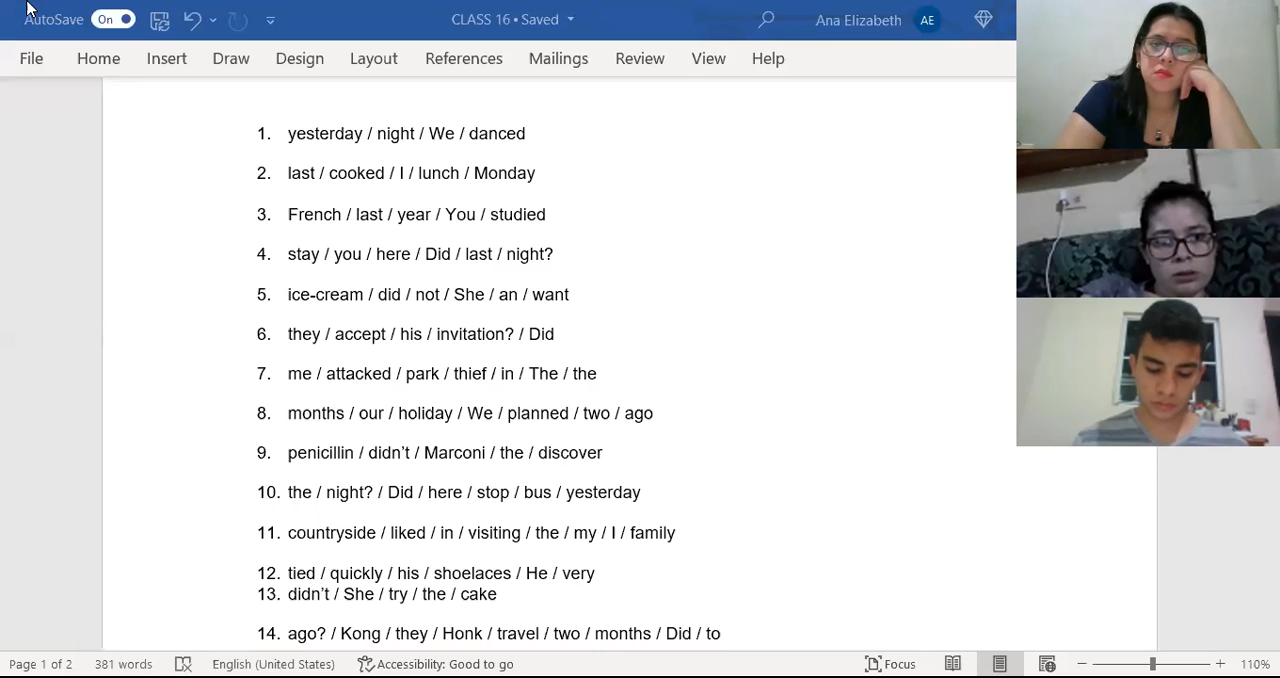 AutoSave On CLASS 16 • Saved Ana Elizabeth AE
File Home Insert Draw Design Layout References Mailings Review View Help
1. yesterday / night / We / danced
2. last / cooked / I / lunch / Monday
3. French / last / year / You / studied
4. stay / you / here / Did / last / night?
5. ice-cream / did / not / She / an / want
6. they / accept / his / invitation? / Did
7. me / attacked / park / thief / in / The / the
8. months / our / holiday / We / planned / two / ago
9. penicillin / didn’t / Marconi / the / discover
10. the / night? / Did / here / stop / bus / yesterday
11. countryside / liked / in / visiting / the / my / I / family
12. tied / quickly / his / shoelaces / He / very
13. didn’t / She / try / the / cake
14. ago? / Kong / they / Honk / travel / two / months / Did / to
Page 1 of 2 381 words English (United States) Accessibility: Good to go Focus 110%